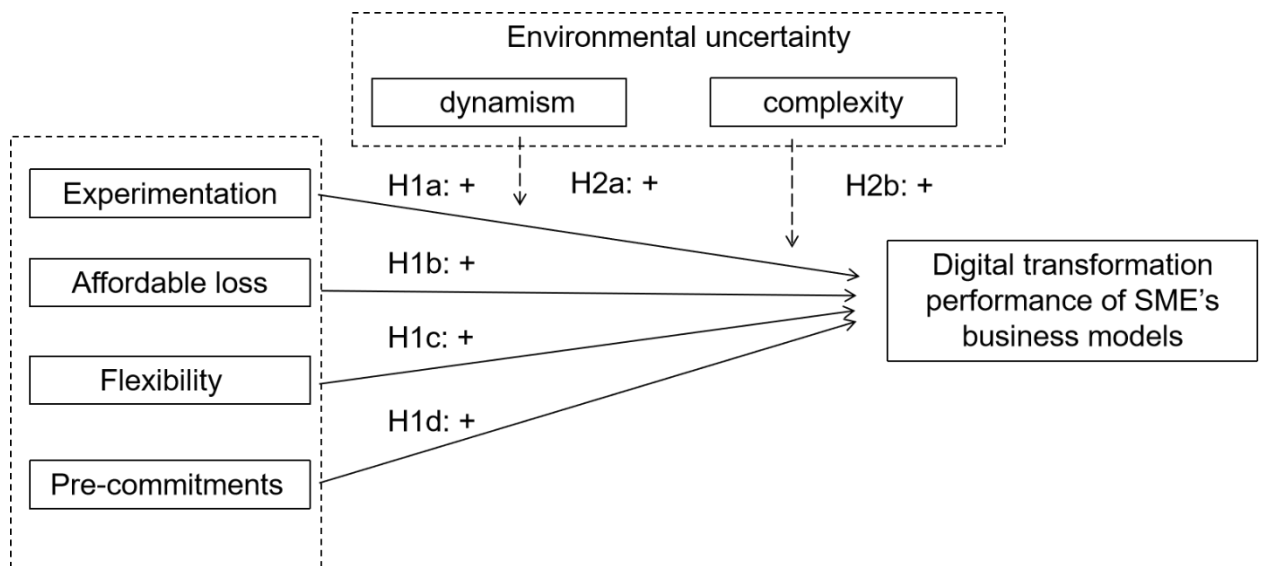 Environmental uncertainty
dynamism
complexity
Experimentation
H1a: +
H2a: +
H2b: +
Affordable loss
H1b: +
Digital transformation
performance of SME's
business models
Flexibility
H1c: +
H1d: +
Pre-commitments